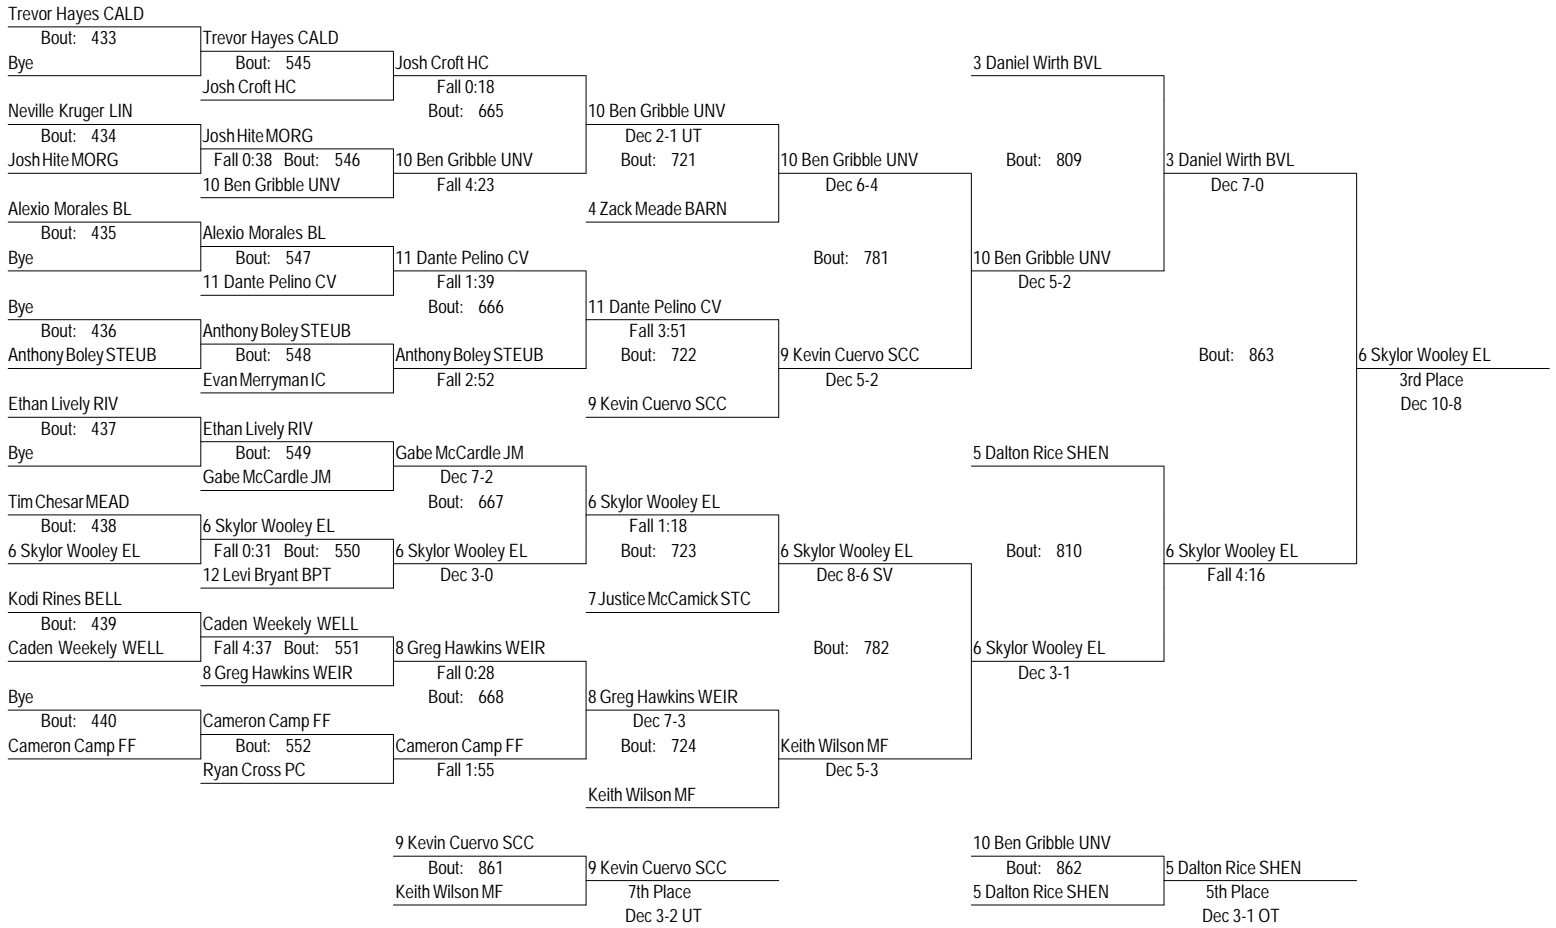 Trevor Hayes CALD
Bout: 433
Trevor Hayes CALD
Bye
Bout: 545
Josh Croft HC
3 Daniel Wirth BVL
Josh Croft HC
Fall 0:18
Neville Kruger LIN
Bout: 665
10 Ben Gribble UNV
Bout: 434
Josh Hite MORG
Dec 2-1 UT
Josh Hite MORG
Fall 0:38 Bout: 546
10 Ben Gribble UNV
Bout: 721
10 Ben Gribble UNV
Bout: 809
3 Daniel Wirth BVL
10 Ben Gribble UNV
Fall 4:23
Dec 6-4
Dec 7-0
Alexio Morales BL
4 Zack Meade BARN
Bout: 435
Alexio Morales BL
Bye
Bout: 547
11 Dante Pelino CV
Bout: 781
10 Ben Gribble UNV
11 Dante Pelino CV
Fall 1:39
Dec 5-2
Bye
Bout: 666
11 Dante Pelino CV
Bout: 436
Anthony Boley STEUB
Fall 3:51
Anthony Boley STEUB
Bout: 548
Anthony Boley STEUB
Bout: 722
9 Kevin Cuervo SCC
Bout: 863
6 Skylor Wooley EL
Evan Merryman IC
Fall 2:52
Dec 5-2
3rd Place
Ethan Lively RIV
9 Kevin Cuervo SCC
Dec 10-8
Bout: 437
Ethan Lively RIV
Bye
Bout: 549
Gabe McCardle JM
5 Dalton Rice SHEN
Gabe McCardle JM
Dec 7-2
Tim Chesar MEAD
Bout: 667
6 Skylor Wooley EL
Bout: 438
6 Skylor Wooley EL
Fall 1:18
6 Skylor Wooley EL
Fall 0:31 Bout: 550
6 Skylor Wooley EL
Bout: 723
6 Skylor Wooley EL
Bout: 810
6 Skylor Wooley EL
12 Levi Bryant BPT
Dec 3-0
Dec 8-6 SV
Fall 4:16
Kodi Rines BELL
7 Justice McCamick STC
Bout: 439
Caden Weekely WELL
Caden Weekely WELL
Fall 4:37 Bout: 551
8 Greg Hawkins WEIR
Bout: 782
6 Skylor Wooley EL
8 Greg Hawkins WEIR
Fall 0:28
Dec 3-1
Bye
Bout: 668
8 Greg Hawkins WEIR
Bout: 440
Cameron Camp FF
Dec 7-3
Cameron Camp FF
Bout: 552
Cameron Camp FF
Bout: 724
Keith Wilson MF
Ryan Cross PC
Fall 1:55
Dec 5-3
Keith Wilson MF
9 Kevin Cuervo SCC
10 Ben Gribble UNV
Bout: 861
9 Kevin Cuervo SCC
Bout: 862
5 Dalton Rice SHEN
Keith Wilson MF
7th Place
5 Dalton Rice SHEN
5th Place
Dec 3-2 UT
Dec 3-1 OT